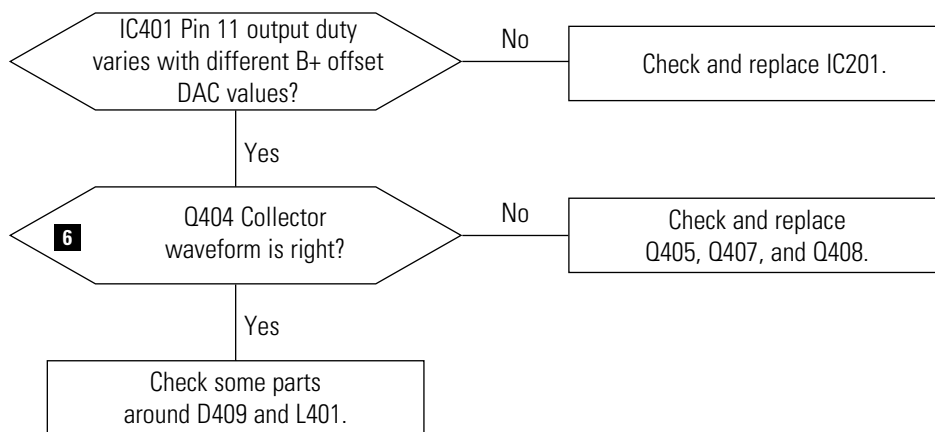 IC401 Pin 11 output duty
varies with different B+ offset
DAC values?
No
Check and replace IC201.
Yes
6
Q404 Collector
waveform is right?
No
Check and replace
Q405, Q407, and Q408.
Yes
Check some parts
around D409 and L401.